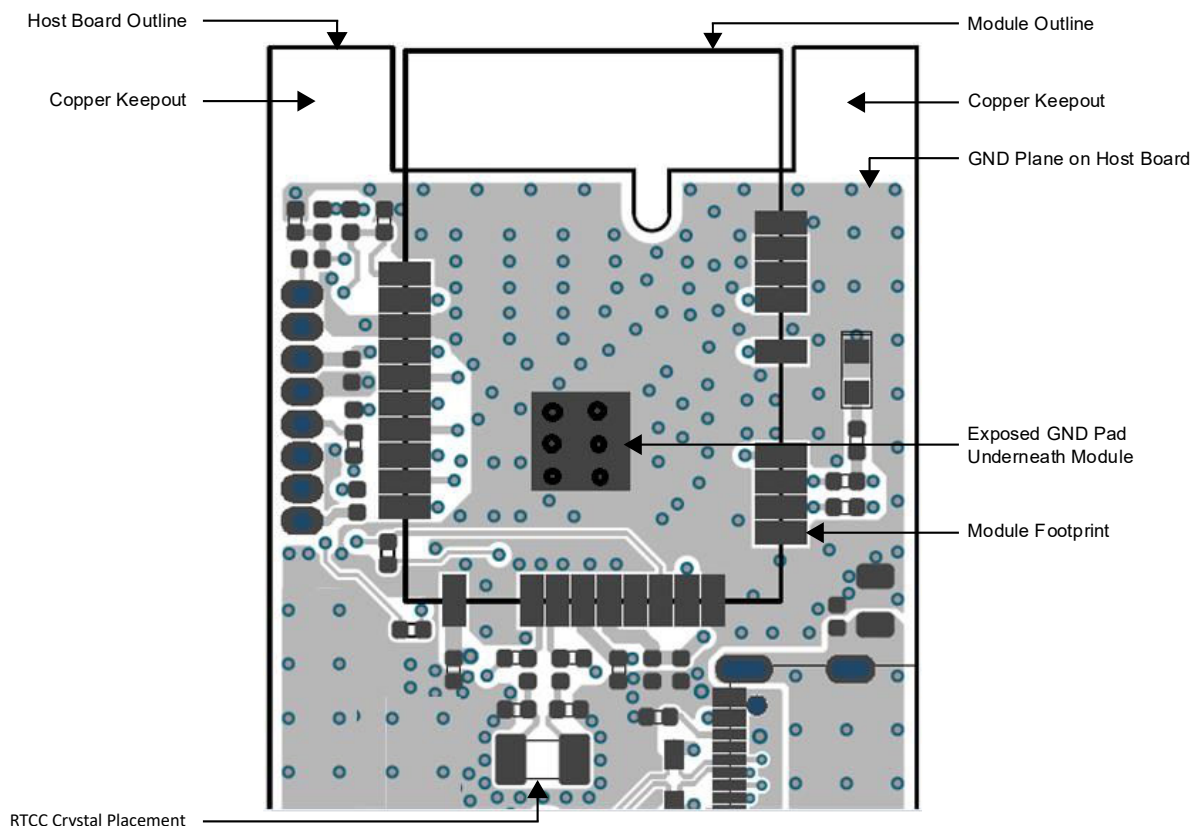 Host Board Outline
Module Outline
Copper Keepout
Copper Keepout
GND Plane on Host Board
Exposed GND Pad
Underneath Module
Module Footprint
RTCC Crystal Placement